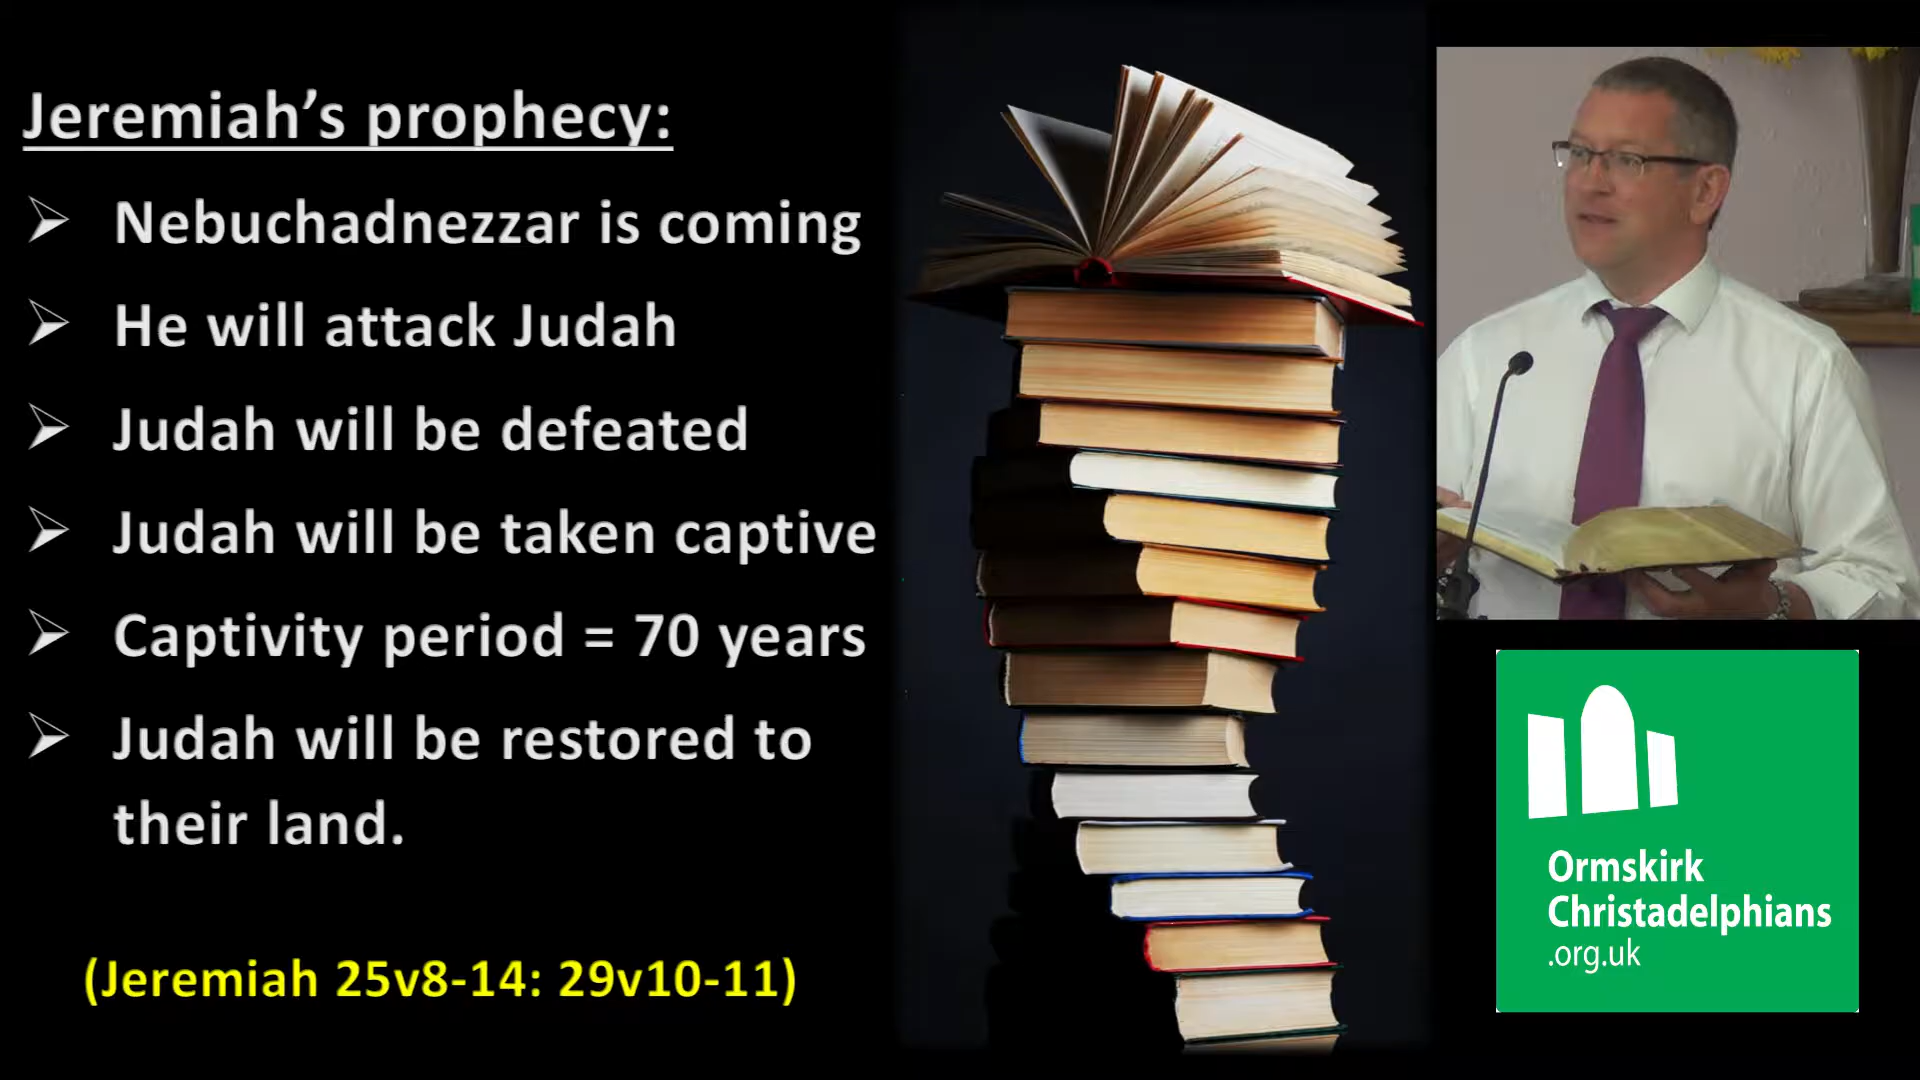 Jeremiah’s prophecy:
➢ Nebuchadnezzar is coming
➢ He will attack Judah
➢ Judah will be defeated
➢ Judah will be taken captive
➢ Captivity period = 70 years
➢ Judah will be restored to
their land.
(Jeremiah 25v8-14: 29v10-11)
Ormskirk
Christadelphians
.org.uk